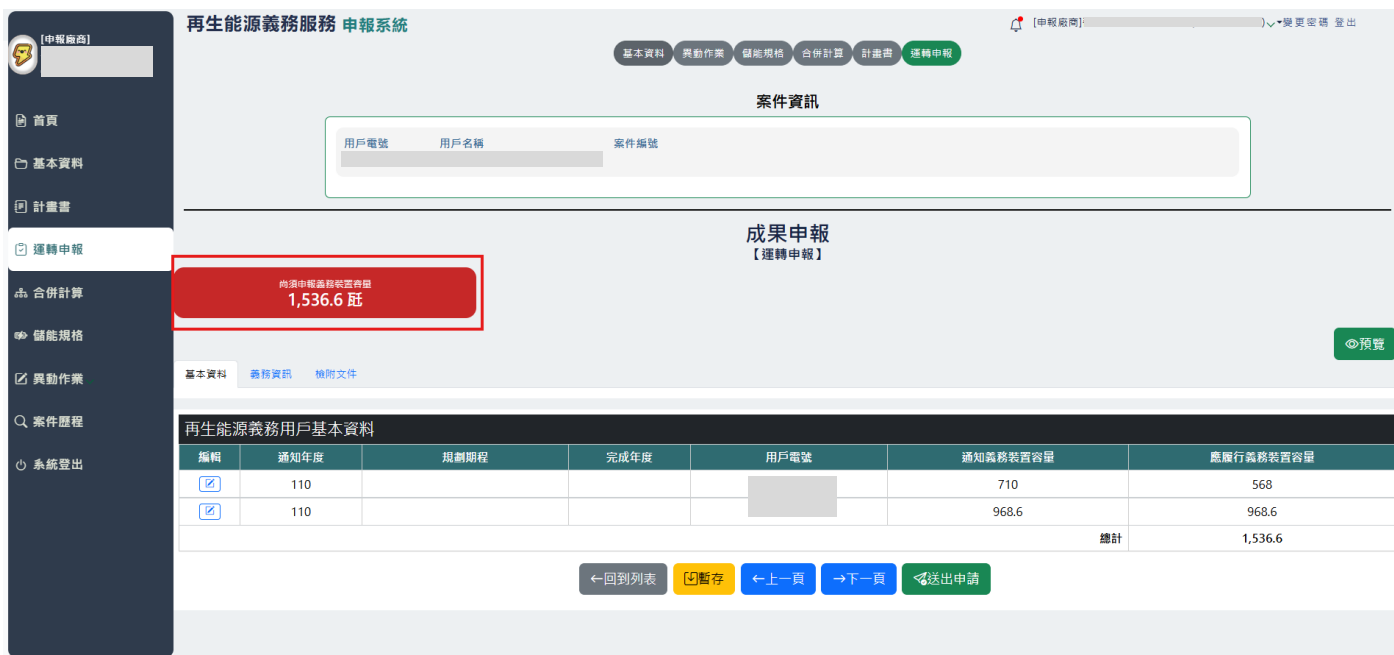 再生能源義務服務 申報系統
[申報廠商]
[申報廠商]
)
變更密碼 登出
基本資料
異動作業
儲能規格
合併計算
計畫書
運轉申報
首頁
基本資料
計畫書
運轉申報
合併計算
儲能規格
異動作業
案件歷程
系統登出
案件資訊
用戶電號 用戶名稱 案件編號
成果申報
【運轉申報】
尚須申報義務裝置容量
1,536.6 瓩
預覽
基本資料 義務資訊 檢附文件
再生能源義務用戶基本資料
編輯 通知年度 規劃期程 完成年度 用戶電號 通知義務裝置容量 應履行義務裝置容量
110 710 568
110 968.6 968.6
總計 1,536.6
←回到列表 暫存 ←上一頁 →下一頁 送出申請